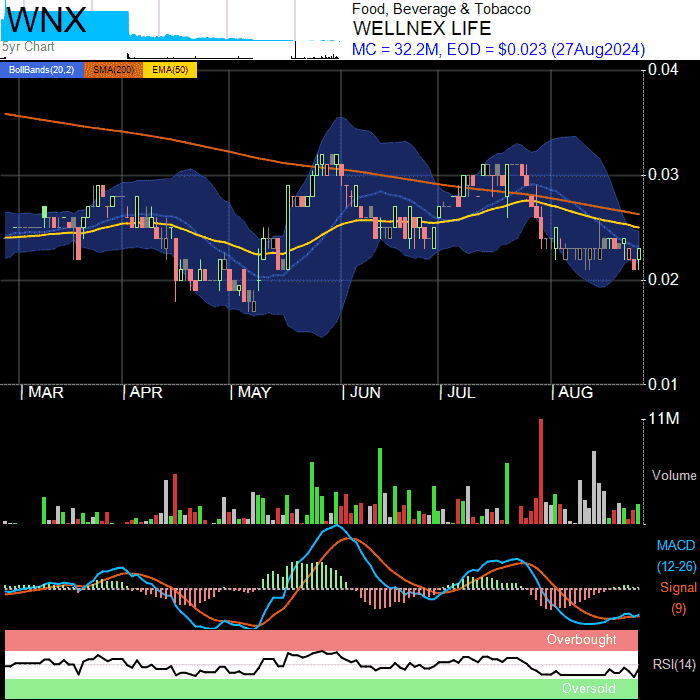 WNX
5yr Chart
Food, Beverage & Tobacco
WELLNEX LIFE
MC = 32.2M, EOD = $0.023 (27Aug2024)
BollBands(20,2) SMA(200) EMA(50)
0.04
0.03
0.02
0.01
| MAR | APR | MAY | JUN | JUL | AUG
11M
Volume
MACD
(12-26)
Signal
(9)
Overbought
RSI(14)
Oversold